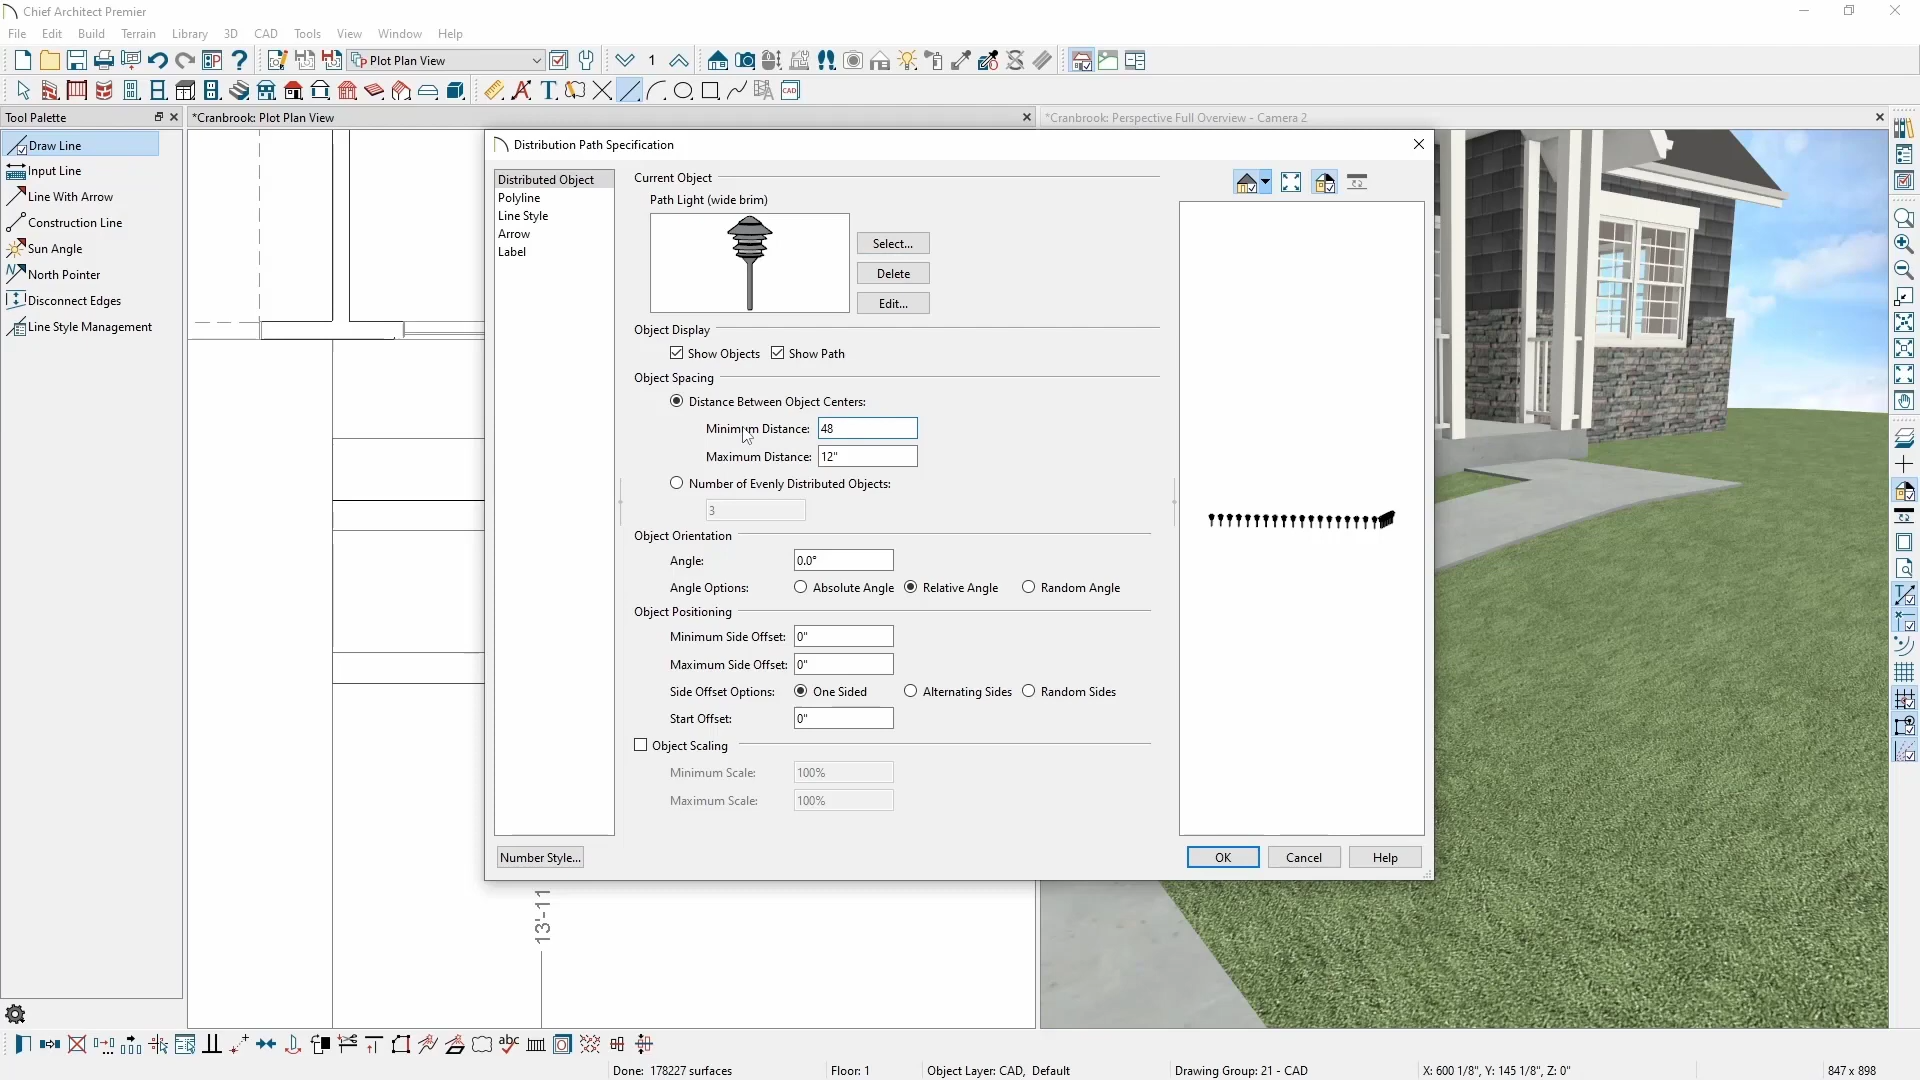 Chief Architect Premier
File Edit Build Terrain Library 3D CAD Tools View Window Help
Plot Plan View
1
CAD
Tool Palette
*Cranbrook: Plot Plan View
*Cranbrook: Perspective Full Overview - Camera 2
Draw Line
Input Line
Line With Arrow
Construction Line
Sun Angle
North Pointer
Disconnect Edges
Line Style Management
Distribution Path Specification
Distributed Object
Polyline
Line Style
Arrow
Label
Current Object
Path Light (wide brim)
Select...
Delete
Edit...
Object Display
Show Objects
Show Path
Object Spacing
Distance Between Object Centers:
Minimum Distance: 48
Maximum Distance: 12"
Number of Evenly Distributed Objects:
3
Object Orientation
Angle: 0.0°
Angle Options: Absolute Angle Relative Angle Random Angle
Object Positioning
Minimum Side Offset: 0"
Maximum Side Offset: 0"
Side Offset Options: One Sided Alternating Sides Random Sides
Start Offset: 0"
Object Scaling
Minimum Scale: 100%
Maximum Scale: 100%
Number Style...
OK Cancel Help
13'-11
abc
Done: 178227 surfaces
Floor: 1
Object Layer: CAD, Default
Drawing Group: 21 - CAD
X: 600 1/8", Y: 145 1/8", Z: 0"
847 x 898